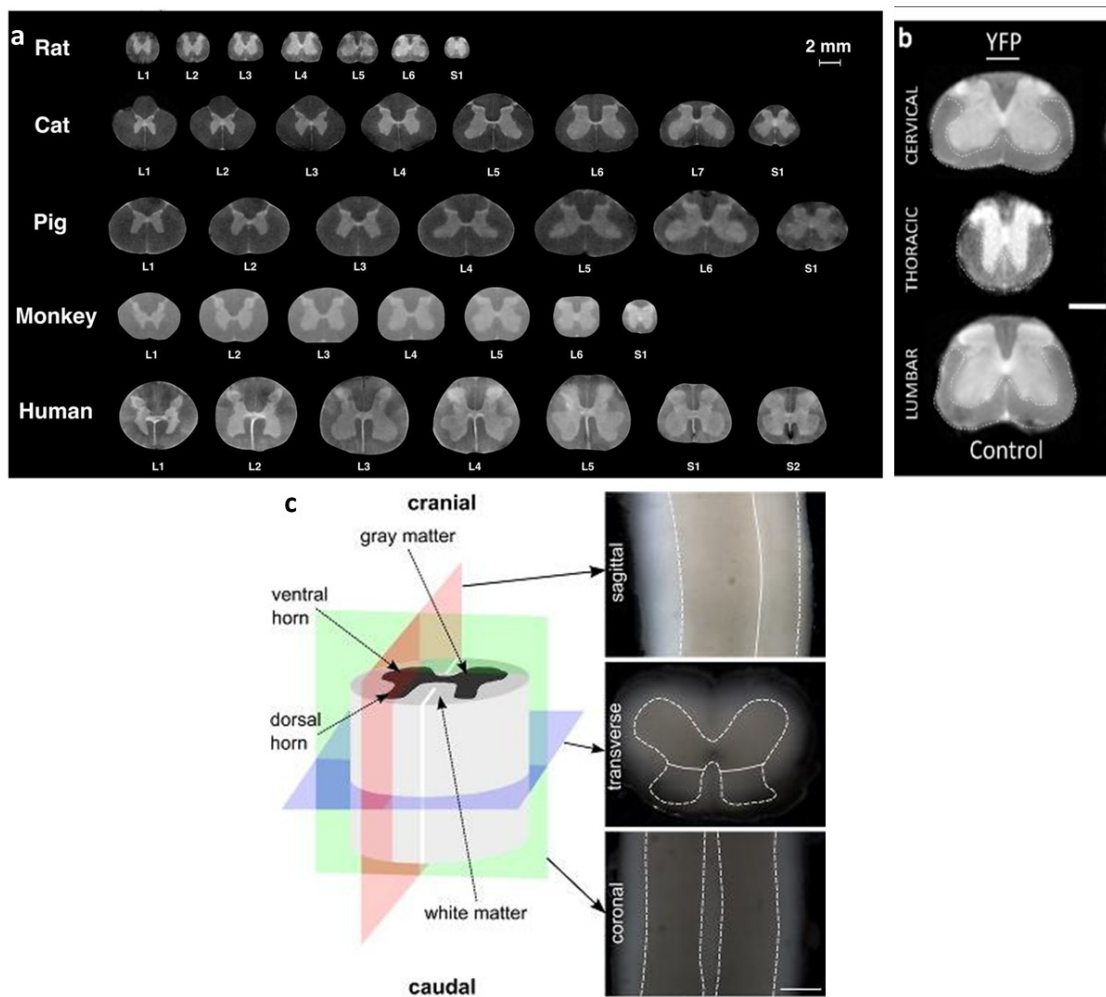 a
Rat
L1 L2 L3 L4 L5 L6 S1
2 mm
Cat
L1 L2 L3 L4 L5 L6 L7 S1
Pig
L1 L2 L3 L4 L5 L6 S1
Monkey
L1 L2 L3 L4 L5 L6 S1
Human
L1 L2 L3 L4 L5 S1 S2
b
YFP
CERVICAL
THORACIC
LUMBAR
Control
c
cranial
gray matter
ventral
horn
dorsal
horn
white matter
caudal
sagittal
transverse
coronal